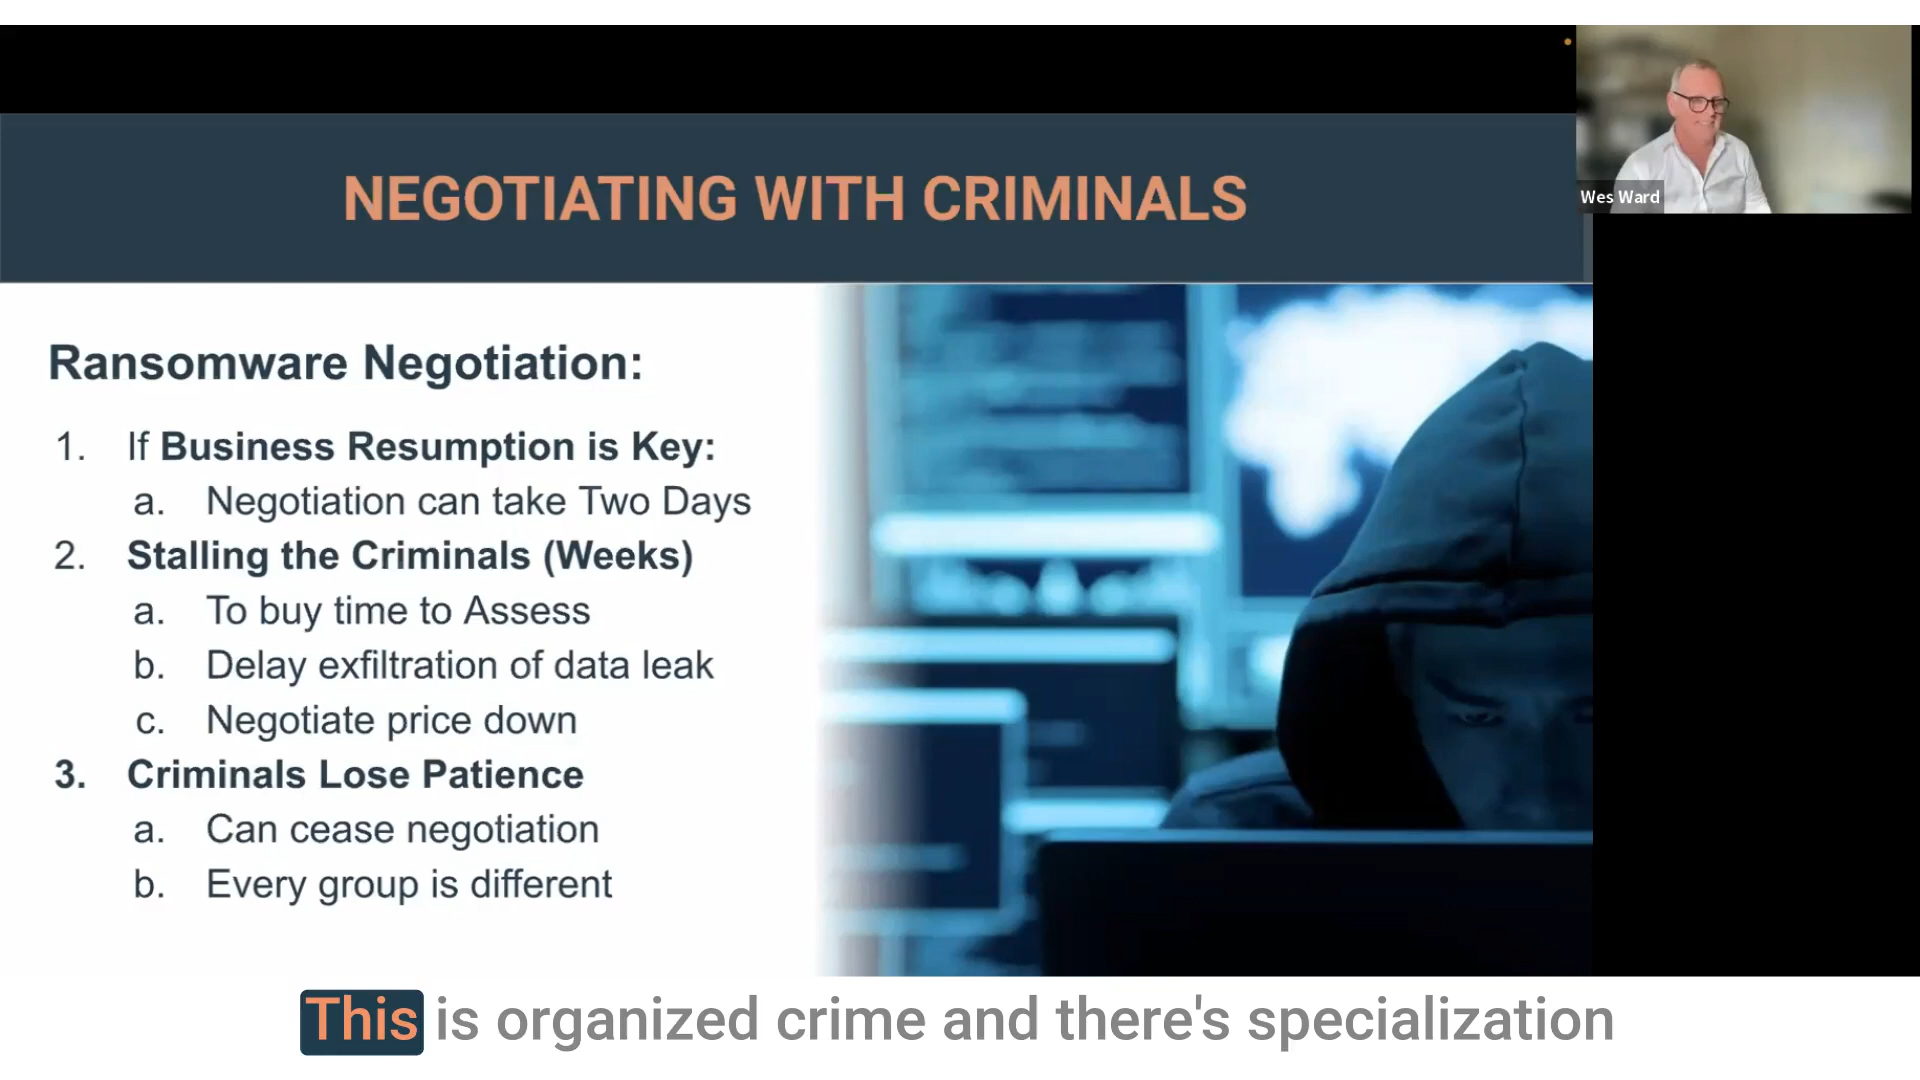 NEGOTIATING WITH CRIMINALS
Wes Ward
Ransomware Negotiation:
1. If Business Resumption is Key:
a. Negotiation can take Two Days
2. Stalling the Criminals (Weeks)
a. To buy time to Assess
b. Delay exfiltration of data leak
c. Negotiate price down
3. Criminals Lose Patience
a. Can cease negotiation
b. Every group is different
This is organized crime and there's specialization